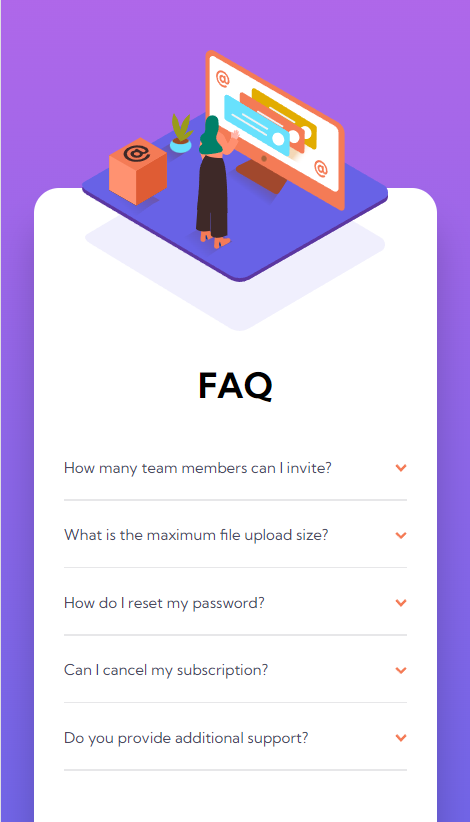 @
@
@
FAQ
How many team members can I invite?
What is the maximum file upload size?
How do I reset my password?
Can I cancel my subscription?
Do you provide additional support?